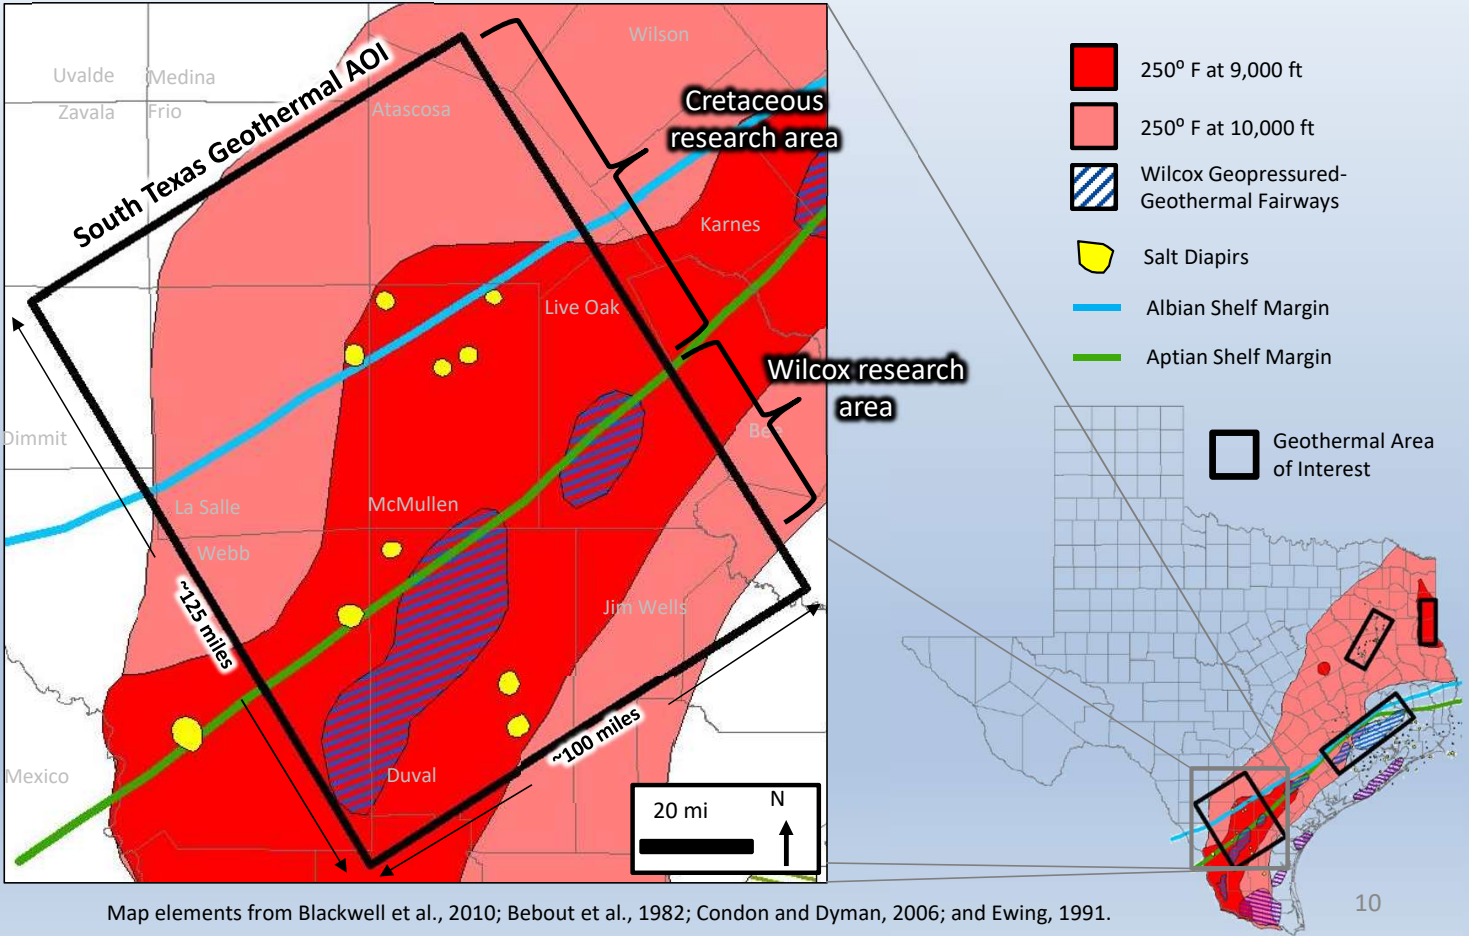 Wilson
Uvalde
Medina
Zavala
Frio
Atascosa
South Texas Geothermal AOI
Cretaceous
research area
Karnes
Live Oak
Wilcox research
area
Dimmit
La Salle
McMullen
Webb
Jim Wells
~125 miles
~100 miles
Mexico
Duval
20 mi
N
250⁰ F at 9,000 ft
250⁰ F at 10,000 ft
Wilcox Geopressured-
Geothermal Fairways
Salt Diapirs
Albian Shelf Margin
Aptian Shelf Margin
Geothermal Area
of Interest
Map elements from Blackwell et al., 2010; Bebout et al., 1982; Condon and Dyman, 2006; and Ewing, 1991.
10